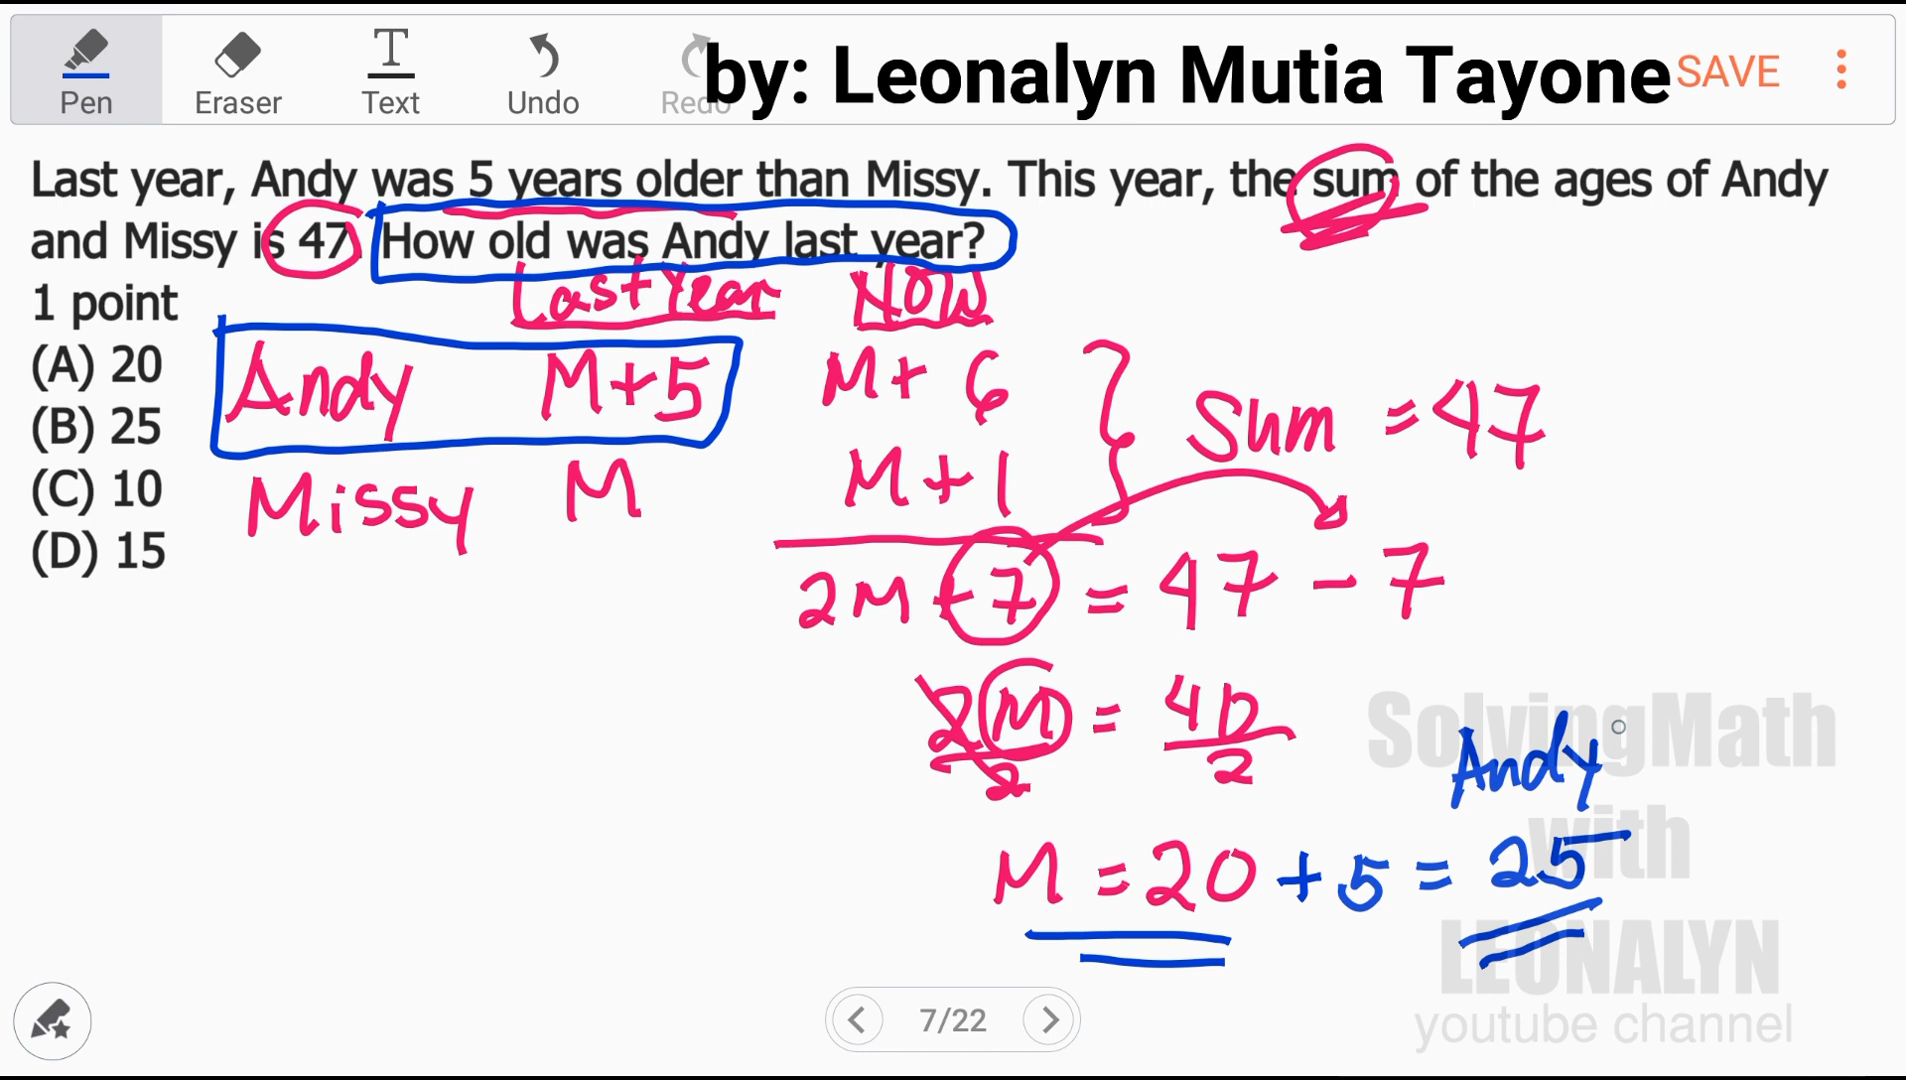 Pen
Eraser
Text
Undo
Redo
by: Leonalyn Mutia Tayone
SAVE
Last year, Andy was 5 years older than Missy. This year, the sum of the ages of Andy
and Missy is 47. How old was Andy last year?
1 point
Last Year Now
(A) 20
Andy M+5 M+ 6
(B) 25
Sum = 47
(C) 10
Missy M M+1
(D) 15
2M+7 = 47 - 7
2M = 40
2 2
SolvingMath
Andy
with
M = 20 + 5 = 25
LEONALYN
youtube channel
7/22